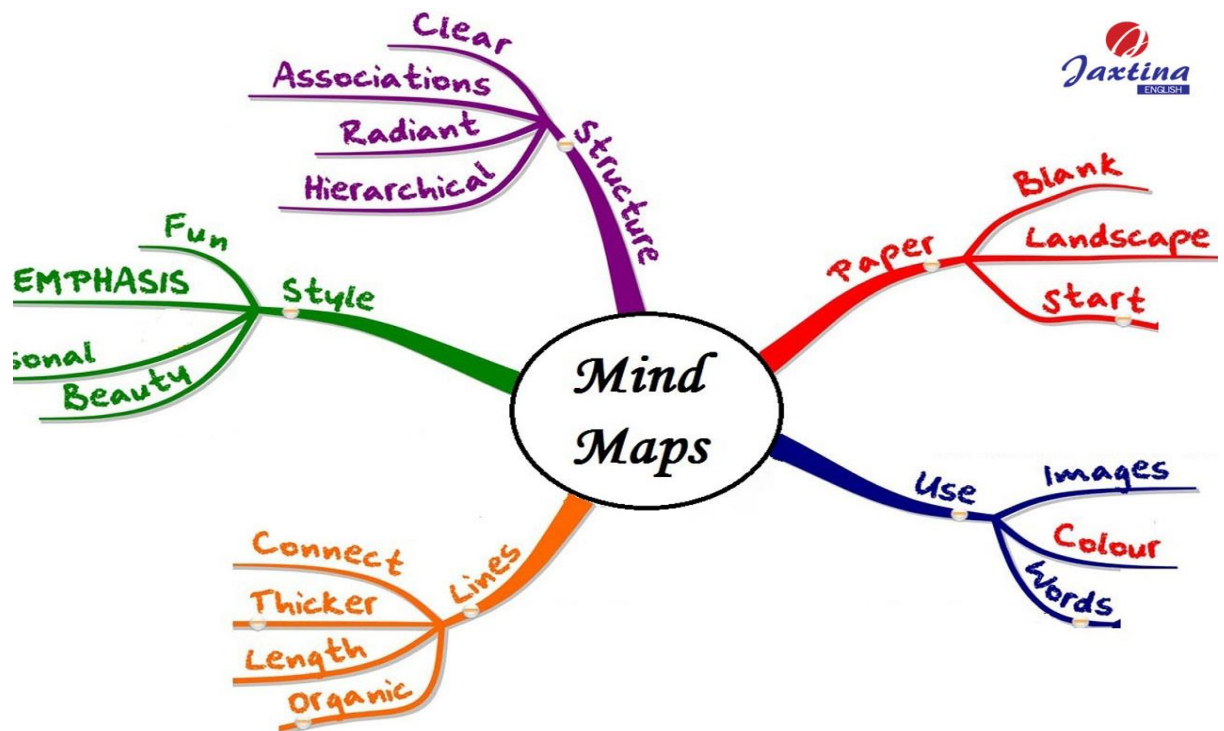 Clear
Associations
Radiant
Hierarchical
Structure
Jaxtina
ENGLISH
Blank
Landscape
Start
Paper
Fun
EMPHASIS
sonal
Beauty
Style
Mind
Maps
Use
Images
Colour
Words
Connect
Thicker
Length
Organic
Lines